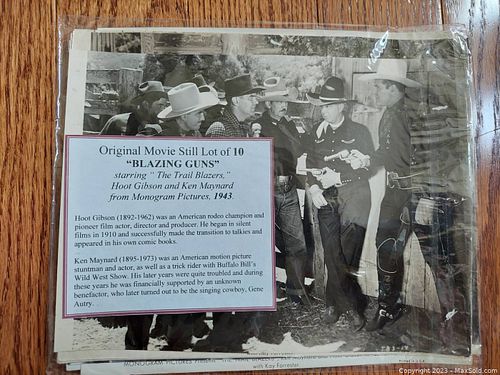 Original Movie Still Lot of 10
"BLAZING GUNS"
starring " The Trail Blazers,"
Hoot Gibson and Ken Maynard
from Monogram Pictures, 1943.
Hoot Gibson (1892-1962) was an American rodeo champion and
pioneer film actor, director and producer. He began in silent
films in 1910 and successfully made the transition to talkies and
appeared in his own comic books.
Ken Maynard (1895-1973) was an American motion picture
stuntman and actor, as well as a trick rider with Buffalo Bill's
Wild West Show. His later years were quite troubled and during
these years he was financially supported by an unknown
benefactor, who later turned out to be the singing cowboy, Gene
Autry.
MONOGRAM PICTURES
with Kay Forrester
Copyright 2023 - MaxSold.com